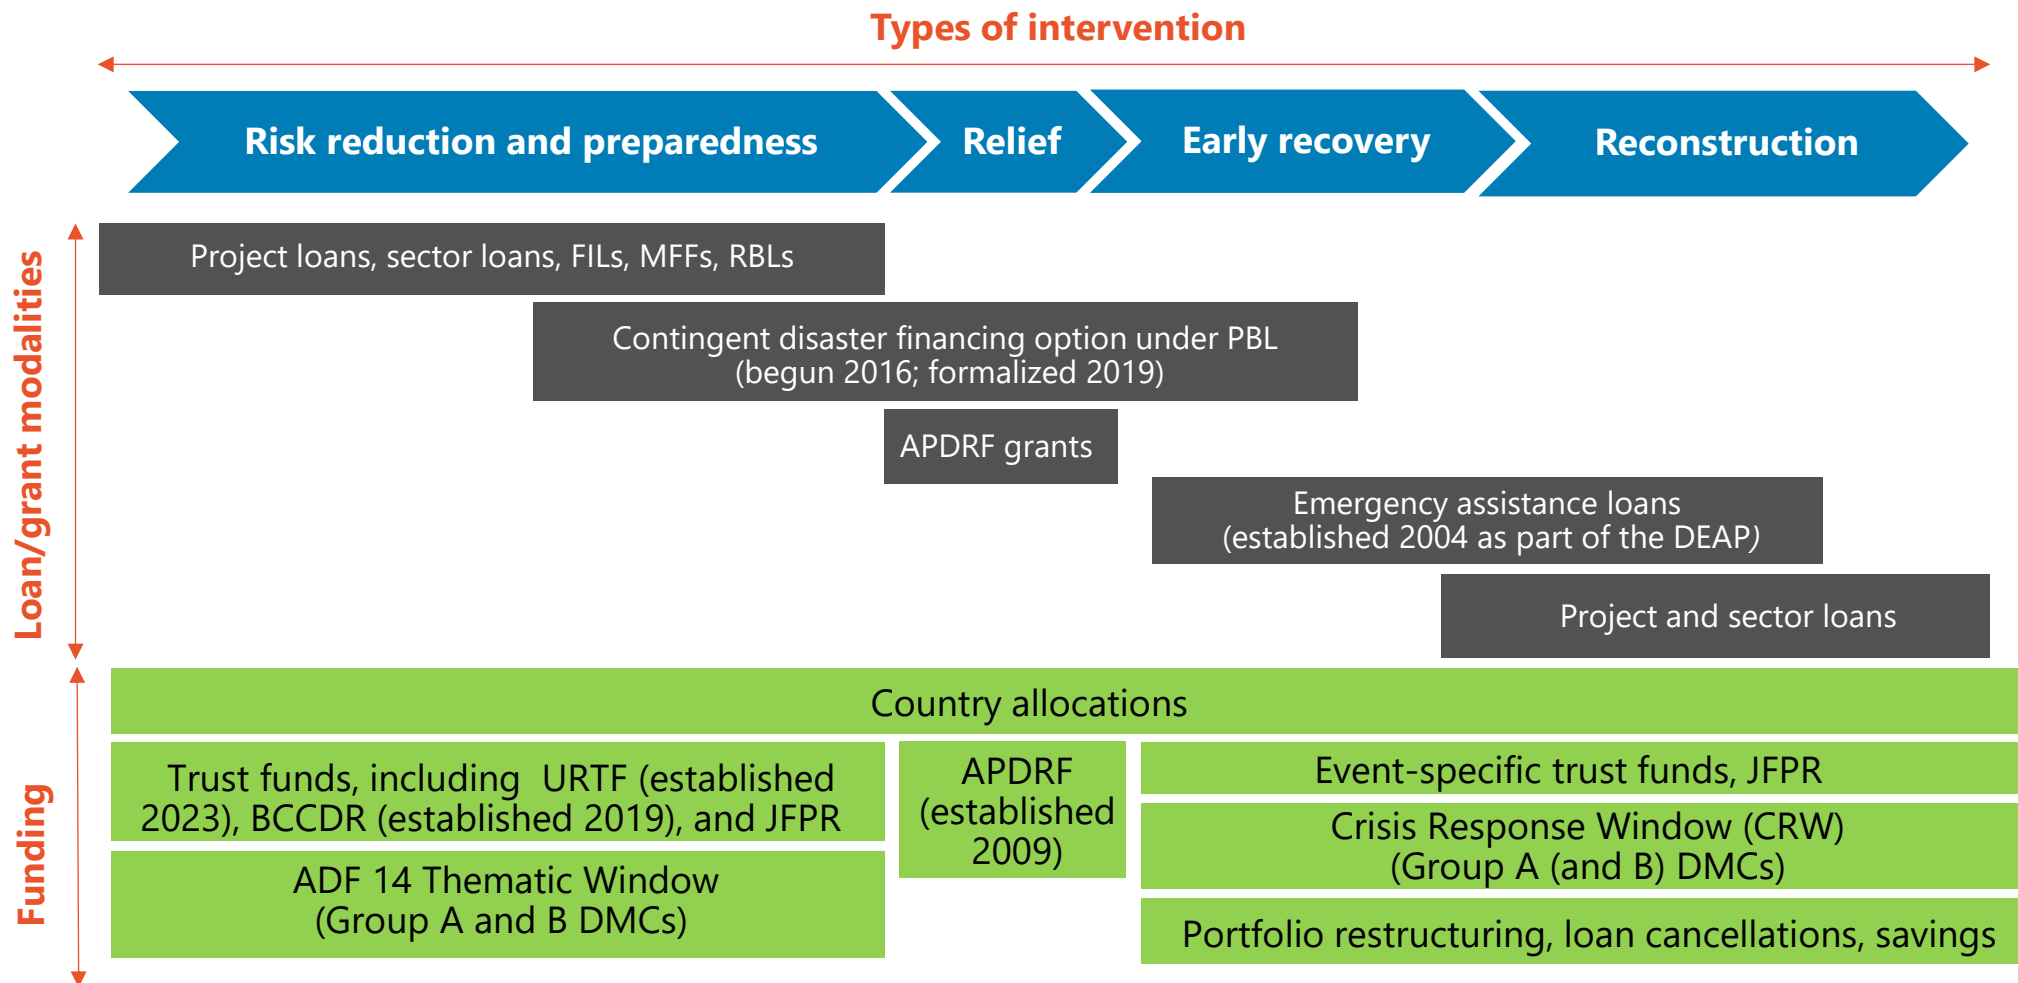 Types of intervention
Risk reduction and preparedness
Relief
Early recovery
Reconstruction
Loan/grant modalities
Project loans, sector loans, FILs, MFFs, RBLs
Contingent disaster financing option under PBL
(begun 2016; formalized 2019)
APDRF grants
Emergency assistance loans
(established 2004 as part of the DEAP)
Project and sector loans
Funding
Country allocations
Trust funds, including  URTF (established
2023), BCCDR (established 2019), and JFPR
ADF 14 Thematic Window
(Group A and B DMCs)
APDRF
(established
2009)
Event-specific trust funds, JFPR
Crisis Response Window (CRW)
(Group A (and B) DMCs)
Portfolio restructuring, loan cancellations, savings